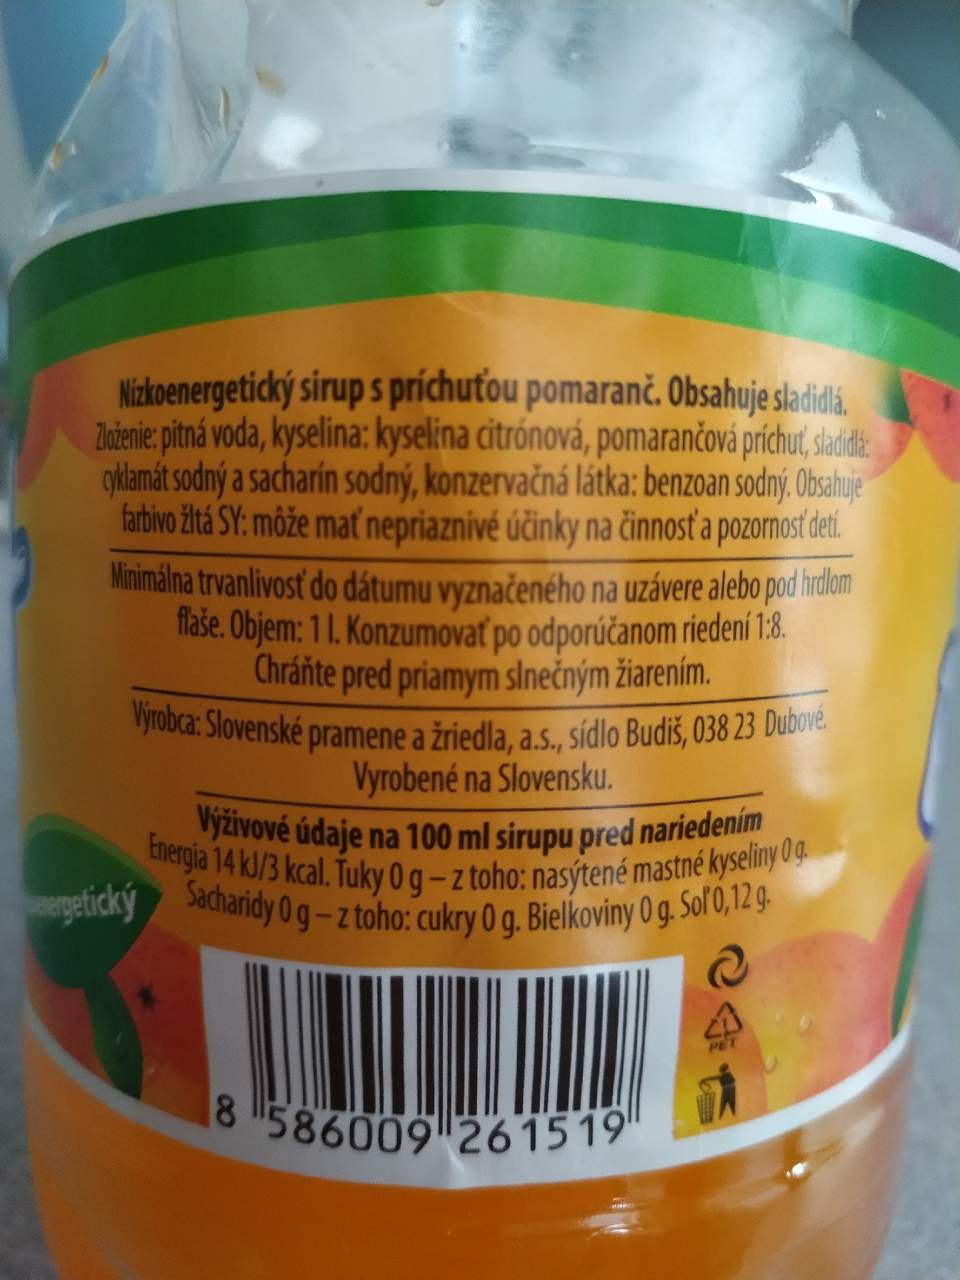 Nízkoenergetický sirup s príchuťou pomaranč. Obsahuje sladidlá.
Zloženie: pitná voda, kyselina: kyselina citrónová, pomarančová príchuť, sladidlá:
cyklamát sodný a sacharín sodný, konzervačná látka: benzoan sodný. Obsahuje
farbivo žltá SY: môže mať nepriaznivé účinky na činnosť a pozornosť detí.
Minimálna trvanlivosť do dátumu vyznačeného na uzávere alebo pod hrdlom
fľaše. Objem: 1 l. Konzumovať po odporúčanom riedení 1:8.
Chráňte pred priamym slnečným žiarením.
Výrobca: Slovenské pramene a žriedla, a.s., sídlo Budiš, 038 23 Dubové.
Vyrobené na Slovensku.
Výživové údaje na 100 ml sirupu pred nariedením
Energia 14 kJ/3 kcal. Tuky 0 g – z toho: nasýtené mastné kyseliny 0 g.
Sacharidy 0 g – z toho: cukry 0 g. Bielkoviny 0 g. Soľ 0,12 g.
8 586009 261519
1
PET